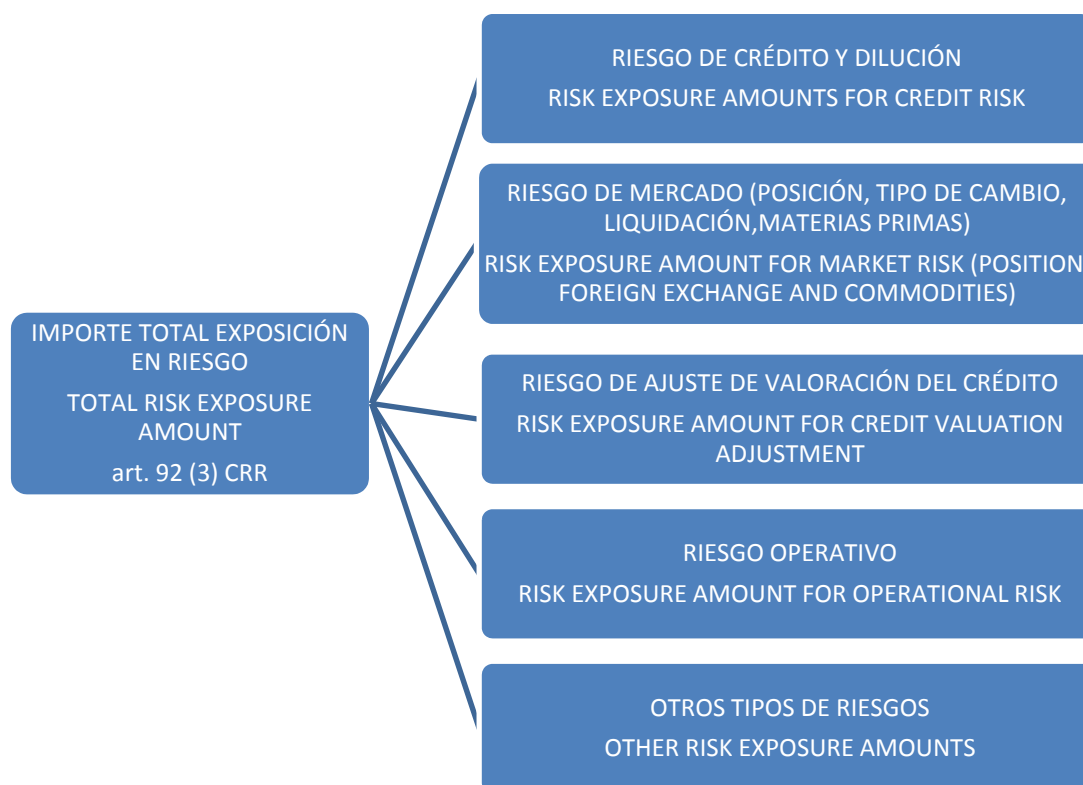 IMPORTE TOTAL EXPOSICIÓN
EN RIESGO
TOTAL RISK EXPOSURE
AMOUNT
art. 92 (3) CRR
RIESGO DE CRÉDITO Y DILUCIÓN
RISK EXPOSURE AMOUNTS FOR CREDIT RISK
RIESGO DE MERCADO (POSICIÓN, TIPO DE CAMBIO,
LIQUIDACIÓN,MATERIAS PRIMAS)
RISK EXPOSURE AMOUNT FOR MARKET RISK (POSITION
FOREIGN EXCHANGE AND COMMODITIES)
RIESGO DE AJUSTE DE VALORACIÓN DEL CRÉDITO
RISK EXPOSURE AMOUNT FOR CREDIT VALUATION
ADJUSTMENT
RIESGO OPERATIVO
RISK EXPOSURE AMOUNT FOR OPERATIONAL RISK
OTROS TIPOS DE RIESGOS
OTHER RISK EXPOSURE AMOUNTS